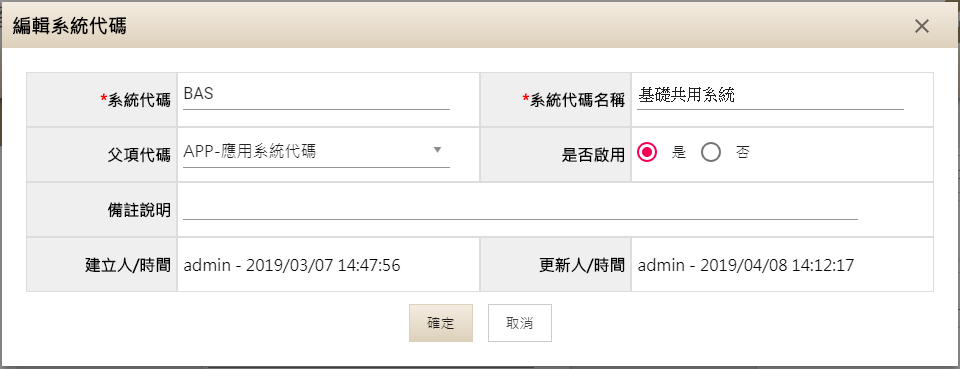 編輯系統代碼
*系統代碼 BAS *系統代碼名稱 基礎共用系統
父項代碼 APP-應用系統代碼 是否啟用 是 否
備註說明
建立人/時間 admin - 2019/03/07 14:47:56 更新人/時間 admin - 2019/04/08 14:12:17
確定 取消